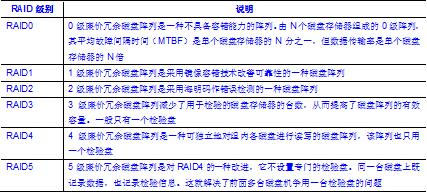 RAID 级别 说明
RAID0 0 级廉价冗余磁盘阵列是一种不具备容错能力的阵列。由 N 个磁盘存储器组成的 0 级阵列，
其平均故障间隔时间（MTBF）是单个磁盘存储器的 N 分之一，但数据传输率是单个磁盘
存储器的 N 倍
RAID1 1 级廉价冗余磁盘阵列是采用镜像容错技术改善可靠性的一种磁盘阵列
RAID2 2 级廉价冗余磁盘阵列是采用海明码作错误检测的一种磁盘阵列
RAID3 3 级廉价冗余磁盘阵列减少了用于检验的磁盘存储器的台数，从而提高了磁盘阵列的有效
容量。一般只有一个检验盘
RAID4 4 级廉价冗余磁盘阵列是一种可独立地对组内各磁盘进行读写的磁盘阵列，该阵列也只用
一个检验盘
RAID5 5 级廉价冗余磁盘阵列是对 RAID4 的一种改进，它不设置专门的检验盘。同一台磁盘上既
记录数据，也记录检验信息。这就解决了前面多台磁盘机争用一台检验盘的问题